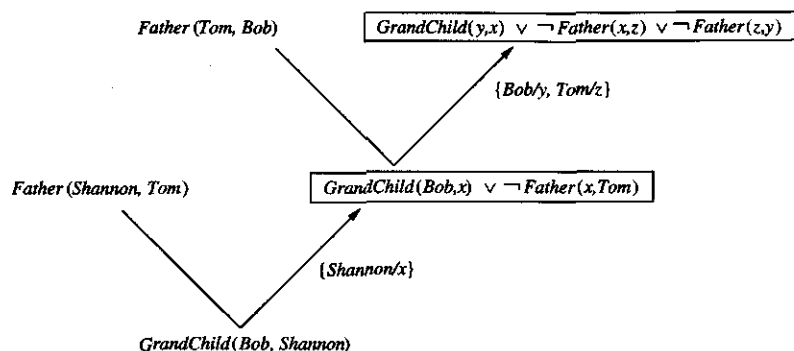 Father (Tom, Bob)
GrandChild(y,x) ∨ ¬Father(x,z) ∨ ¬Father(z,y)
{Bob/y, Tom/z}
Father (Shannon, Tom)
GrandChild(Bob,x) ∨ ¬Father(x,Tom)
{Shannon/x}
GrandChild(Bob, Shannon)